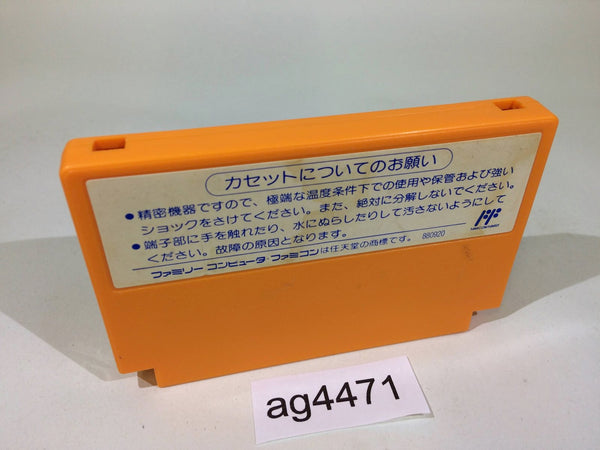 カセットについてのお願い
●精密機器ですので、極端な温度条件下での使用や保管および強い
ショックをさけてください。また、絶対に分解しないでください。
●端子部に手を触れたり、水にぬらしたりして汚さないようにして
ください。故障の原因となります。
ファミリー コンピュータ・ファミコンは任天堂の商標です。 880920
ag4471